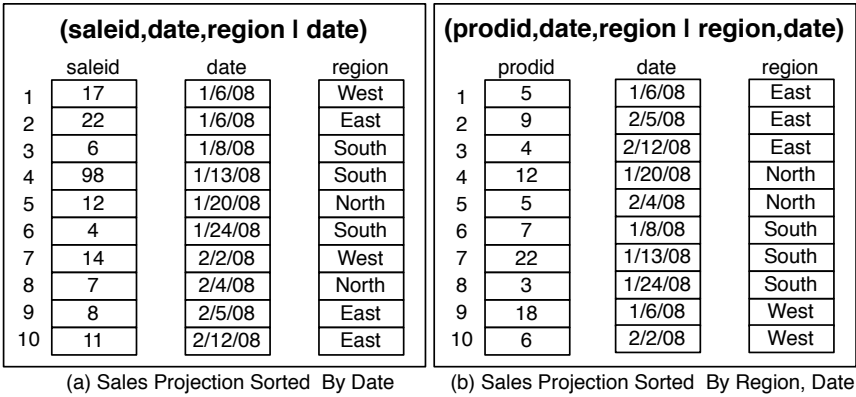 (saleid,date,region | date)
saleid date region
1 17 1/6/08 West
2 22 1/6/08 East
3 6 1/8/08 South
4 98 1/13/08 South
5 12 1/20/08 North
6 4 1/24/08 South
7 14 2/2/08 West
8 7 2/4/08 North
9 8 2/5/08 East
10 11 2/12/08 East
(a) Sales Projection Sorted By Date
(prodid,date,region | region,date)
prodid date region
1 5 1/6/08 East
2 9 2/5/08 East
3 4 2/12/08 East
4 12 1/20/08 North
5 5 2/4/08 North
6 7 1/8/08 South
7 22 1/13/08 South
8 3 1/24/08 South
9 18 1/6/08 West
10 6 2/2/08 West
(b) Sales Projection Sorted By Region, Date